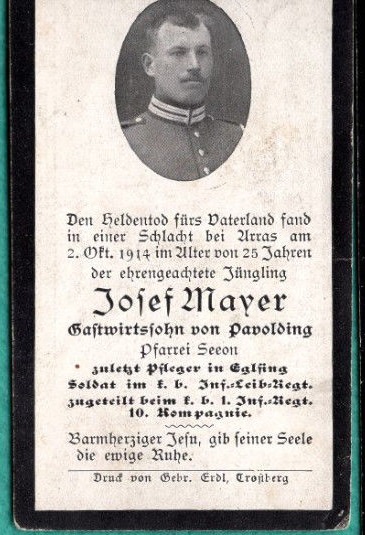 Den Heldentod fürs Vaterland fand
in einer Schlacht bei Arras am
2. Okt. 1914 im Alter von 25 Jahren
der ehrengeachtete Jüngling
Josef Mayer
Gastwirtssohn von Pavolding
Pfarrei Seeon
zuletzt Pfleger in Eglfing
Soldat im k. b. Inf.-Leib-Regt.
zugeteilt beim k. b. 1. Inf.-Regt.
10. Kompagnie.
Barmherziger Jesu, gib seiner Seele
die ewige Ruhe.
Druck von Gebr. Erdl, Trostberg